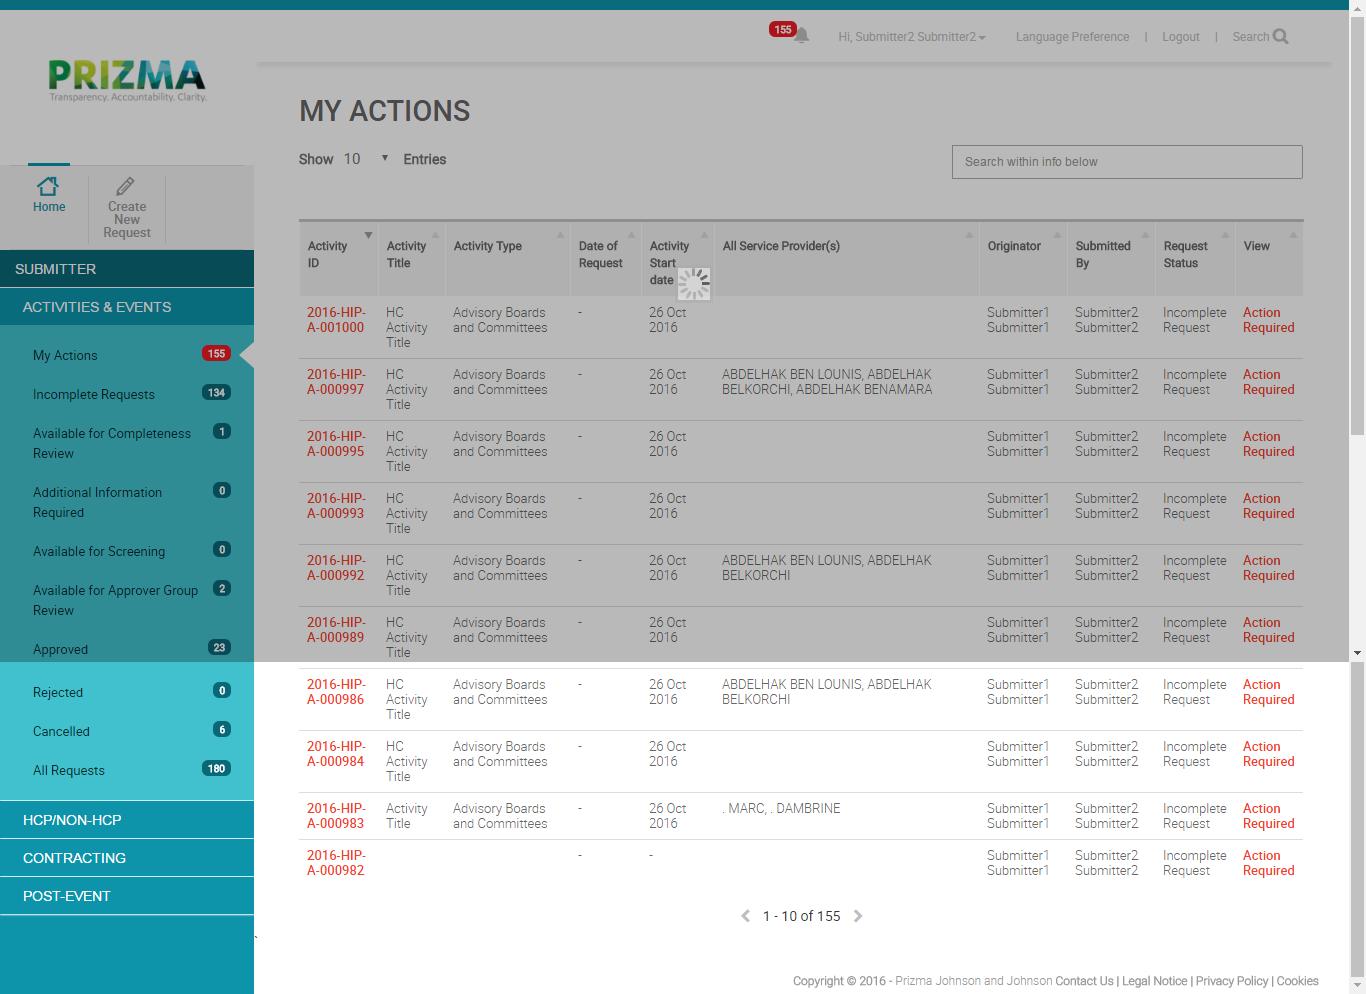 155
Hi, Submitter2 Submitter2
Language Preference | Logout | Search
PRIZMA
Transparency. Accountability. Clarity.
Home
Create
New
Request
SUBMITTER
ACTIVITIES & EVENTS
My Actions 155
Incomplete Requests 134
Available for Completeness 1
Review
Additional Information 0
Required
Available for Screening 0
Available for Approver Group 2
Review
Approved 23
Rejected 0
Cancelled 6
All Requests 180
HCP/NON-HCP
CONTRACTING
POST-EVENT
MY ACTIONS
Show 10 Entries
Search within info below
Activity Activity Activity Type Date of Activity All Service Provider(s) Originator Submitted Request View
ID Title Request Start By Status
date
2016-HIP- HC Advisory Boards - 26 Oct Submitter1 Submitter2 Incomplete Action
A-001000 Activity and Committees 2016 Submitter1 Submitter2 Request Required
Title
2016-HIP- HC Advisory Boards - 26 Oct ABDELHAK BEN LOUNIS, ABDELHAK Submitter1 Submitter2 Incomplete Action
A-000997 Activity and Committees 2016 BELKORCHI, ABDELHAK BENAMARA Submitter1 Submitter2 Request Required
Title
2016-HIP- HC Advisory Boards - 26 Oct Submitter1 Submitter2 Incomplete Action
A-000995 Activity and Committees 2016 Submitter1 Submitter2 Request Required
Title
2016-HIP- HC Advisory Boards - 26 Oct Submitter1 Submitter2 Incomplete Action
A-000993 Activity and Committees 2016 Submitter1 Submitter2 Request Required
Title
2016-HIP- HC Advisory Boards - 26 Oct ABDELHAK BEN LOUNIS, ABDELHAK Submitter1 Submitter2 Incomplete Action
A-000992 Activity and Committees 2016 BELKORCHI Submitter1 Submitter2 Request Required
Title
2016-HIP- HC Advisory Boards - 26 Oct Submitter1 Submitter2 Incomplete Action
A-000989 Activity and Committees 2016 Submitter1 Submitter2 Request Required
Title
2016-HIP- HC Advisory Boards - 26 Oct ABDELHAK BEN LOUNIS, ABDELHAK Submitter1 Submitter2 Incomplete Action
A-000986 Activity and Committees 2016 BELKORCHI Submitter1 Submitter2 Request Required
Title
2016-HIP- HC Advisory Boards - 26 Oct Submitter1 Submitter2 Incomplete Action
A-000984 Activity and Committees 2016 Submitter1 Submitter2 Request Required
Title
2016-HIP- Activity Advisory Boards - 26 Oct . MARC, . DAMBRINE Submitter1 Submitter2 Incomplete Action
A-000983 Title and Committees 2016 Submitter1 Submitter2 Request Required
2016-HIP- - - Submitter1 Submitter2 Incomplete Action
A-000982 Submitter1 Submitter2 Request Required
1 - 10 of 155
`
Copyright © 2016 - Prizma Johnson and Johnson Contact Us | Legal Notice | Privacy Policy | Cookies